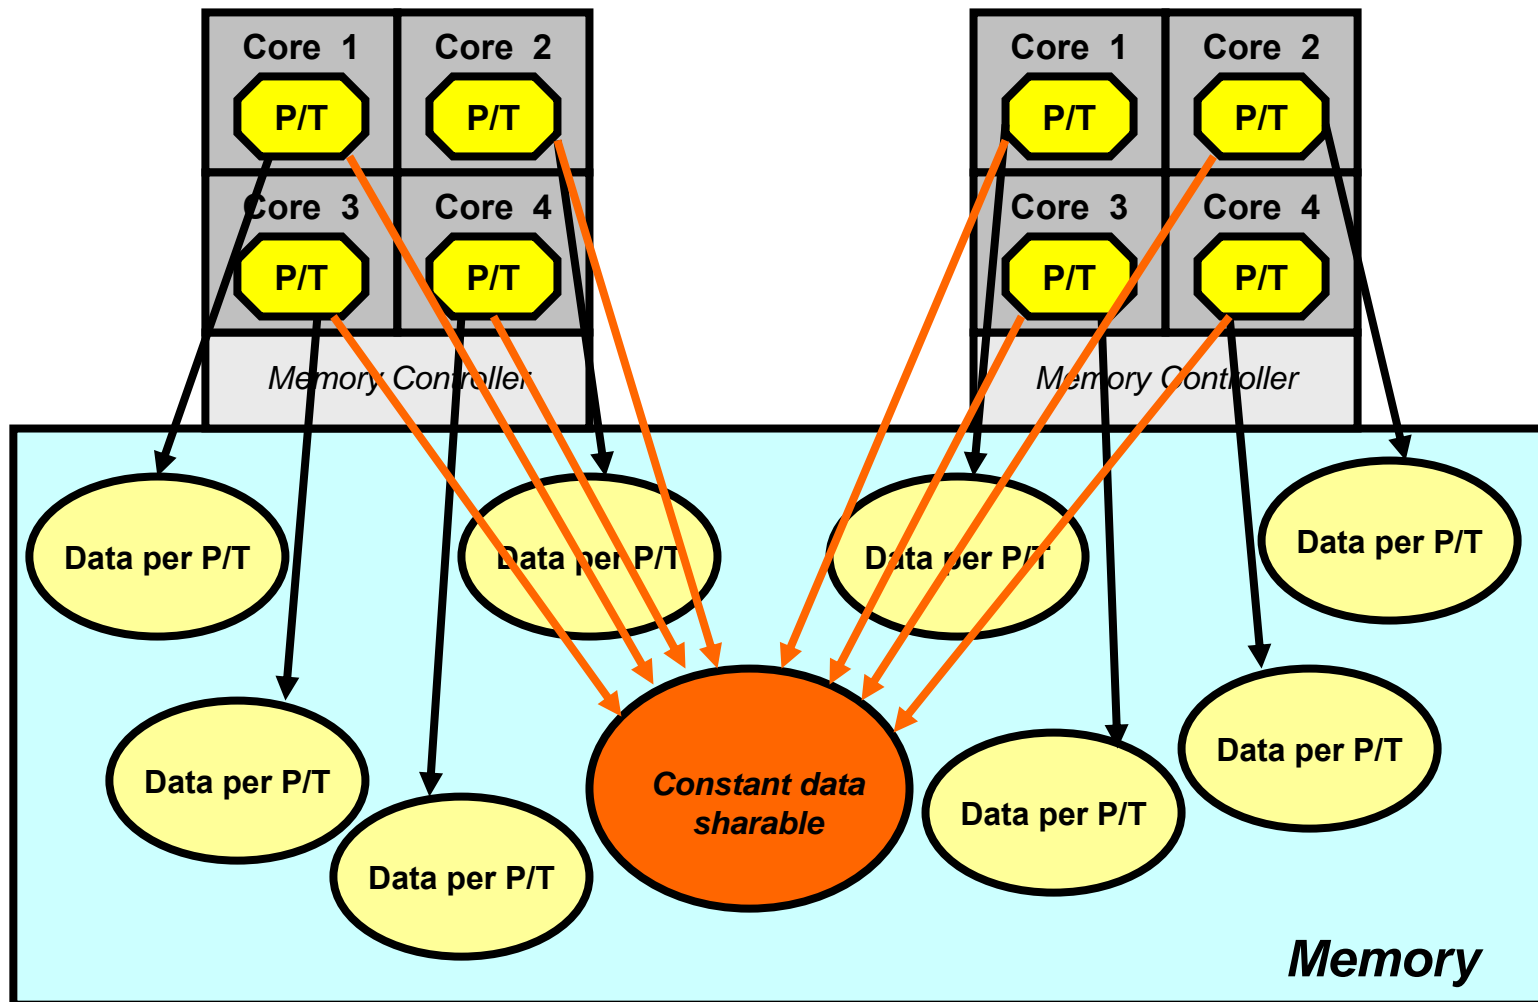 Core 1
Core 2
P/T
P/T
Core 3
Core 4
P/T
P/T
Memory Controller
Core 1
Core 2
P/T
P/T
Core 3
Core 4
P/T
P/T
Memory Controller
Data per P/T
Data per P/T
Data per P/T
Data per P/T
Data per P/T
Data per P/T
Constant data
sharable
Data per P/T
Data per P/T
Memory